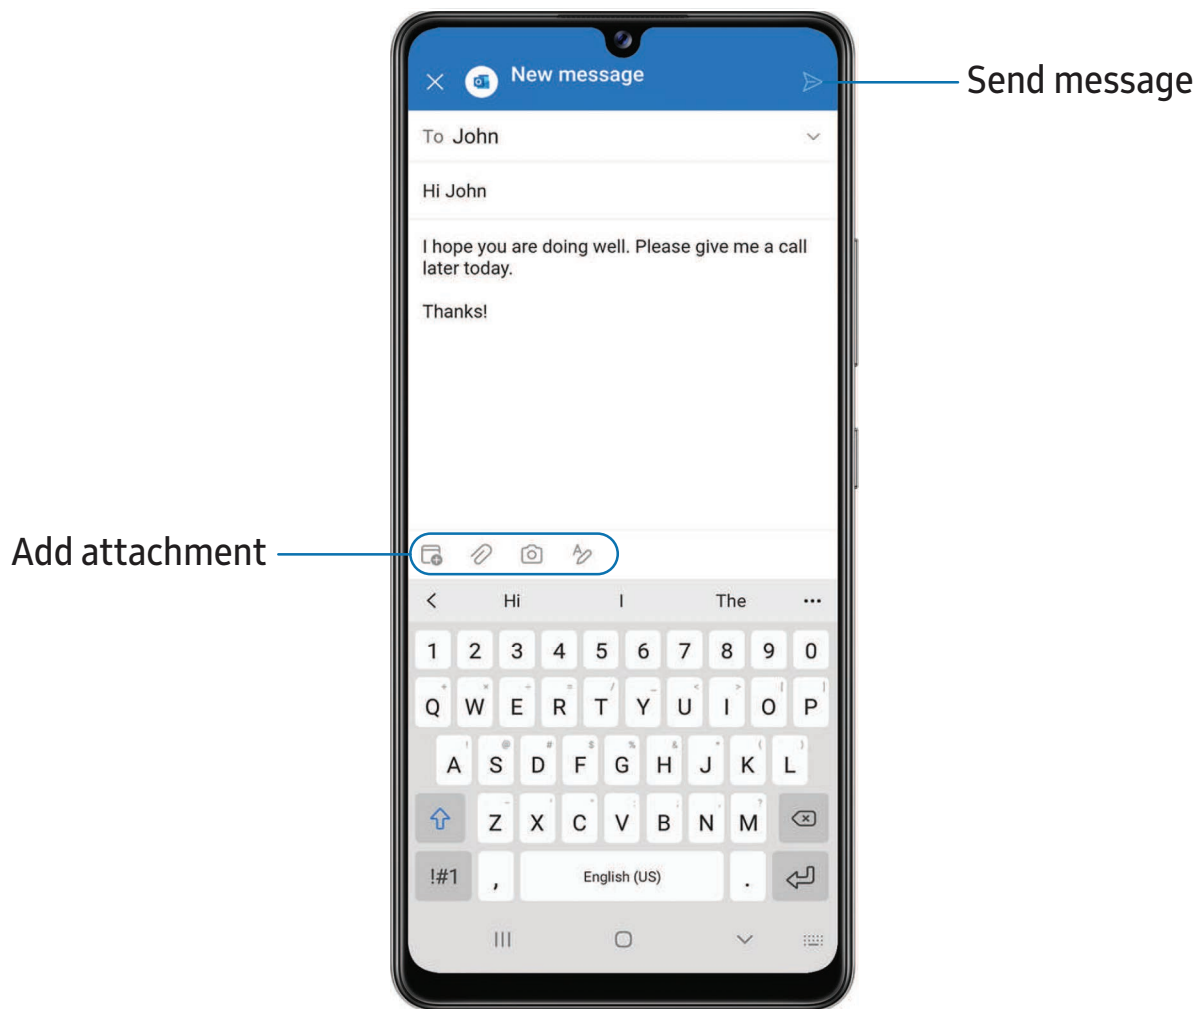 New message
Send message
To John
Hi John
I hope you are doing well. Please give me a call
later today.
Thanks!
Add attachment
Hi I The
1 2 3 4 5 6 7 8 9 0
Q W E R T Y U I O P
A S D F G H J K L
Z X C V B N M
!#1 , English (US) .